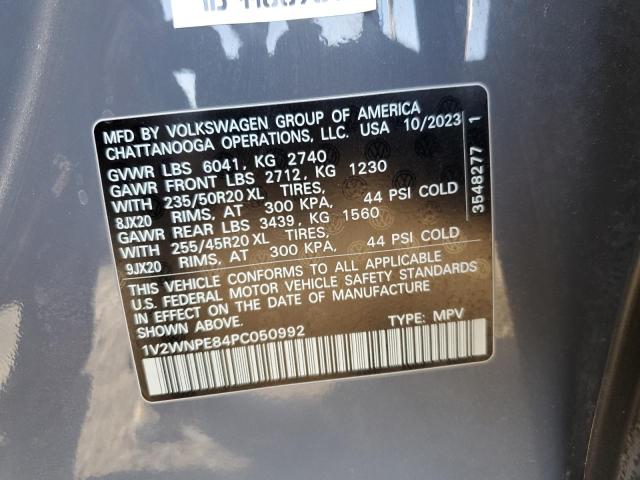 MFD BY VOLKSWAGEN GROUP OF AMERICA
CHATTANOOGA OPERATIONS, LLC. USA 10/2023
GVWR LBS 6041, KG 2740
GAWR FRONT LBS 2712, KG 1230
WITH 235/50R20 XL TIRES,
8JX20 RIMS, AT 300 KPA, 44 PSI COLD
GAWR REAR LBS 3439, KG 1560
WITH 255/45R20 XL TIRES,
9JX20 RIMS, AT 300 KPA, 44 PSI COLD
THIS VEHICLE CONFORMS TO ALL APPLICABLE
U.S. FEDERAL MOTOR VEHICLE SAFETY STANDARDS
IN EFFECT ON THE DATE OF MANUFACTURE
SHOWN ABOVE
1V2WNPE84PC050992 TYPE: MPV
3548277 1